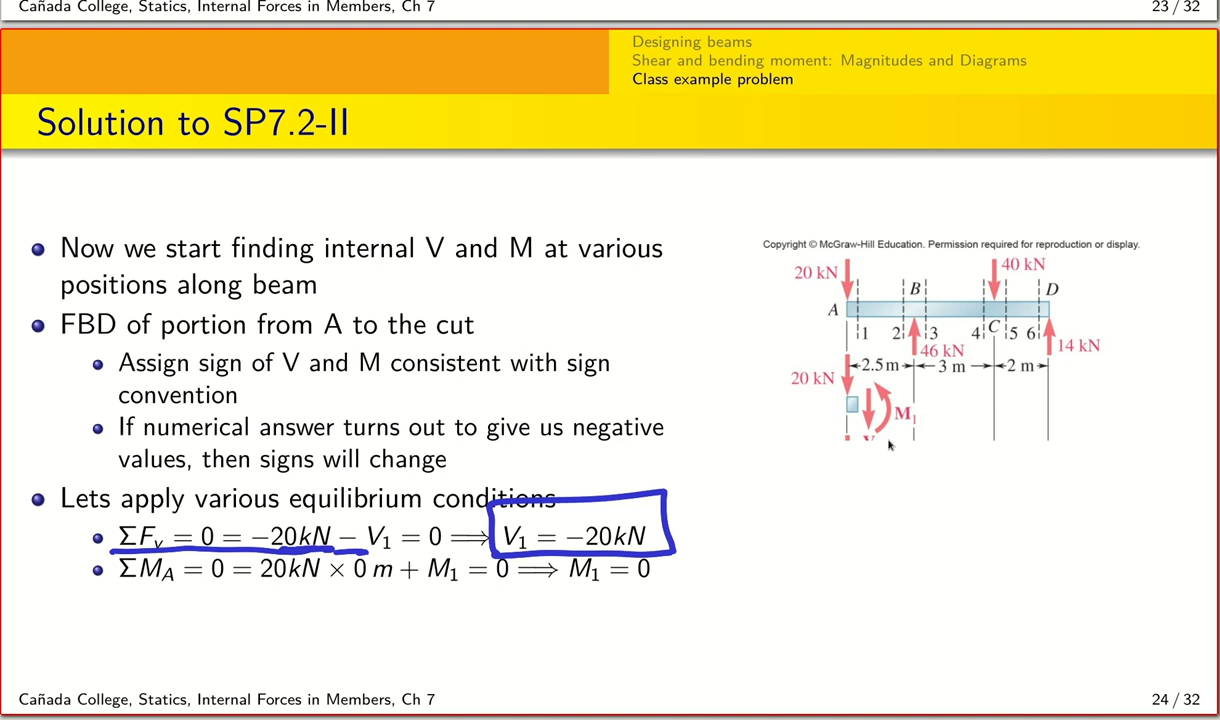 Cañada College, Statics, Internal Forces in Members, Ch 7 23 / 32
Designing beams
Shear and bending moment: Magnitudes and Diagrams
Class example problem
Solution to SP7.2-II
Now we start finding internal V and M at various
positions along beam
FBD of portion from A to the cut
Assign sign of V and M consistent with sign
convention
If numerical answer turns out to give us negative
values, then signs will change
Lets apply various equilibrium conditions
ΣF_y = 0 = −20kN − V₁ = 0 ⟹ V₁ = −20kN
ΣM_A = 0 = 20kN × 0 m + M₁ = 0 ⟹ M₁ = 0
Copyright © McGraw-Hill Education. Permission required for reproduction or display.
20 kN 40 kN
B D
A
1 2 3 4 C 5 6
46 kN 14 kN
2.5 m 3 m 2 m
20 kN
M₁
Cañada College, Statics, Internal Forces in Members, Ch 7 24 / 32